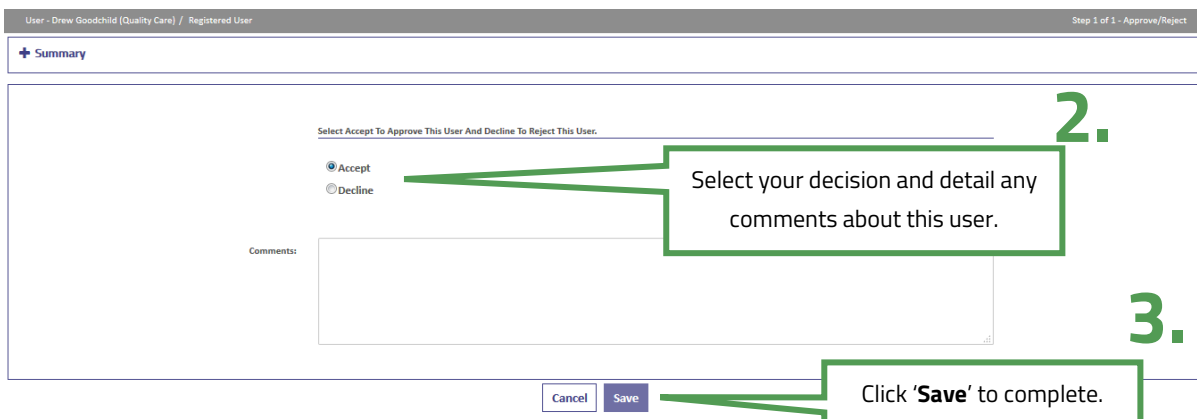 User - Drew Goodchild (Quality Care) / Registered User
Step 1 of 1 - Approve/Reject
+ Summary
2.
Select Accept To Approve This User And Decline To Reject This User.
Accept
Decline
Select your decision and detail any
comments about this user.
Comments:
3.
Cancel Save
Click ‘Save’ to complete.